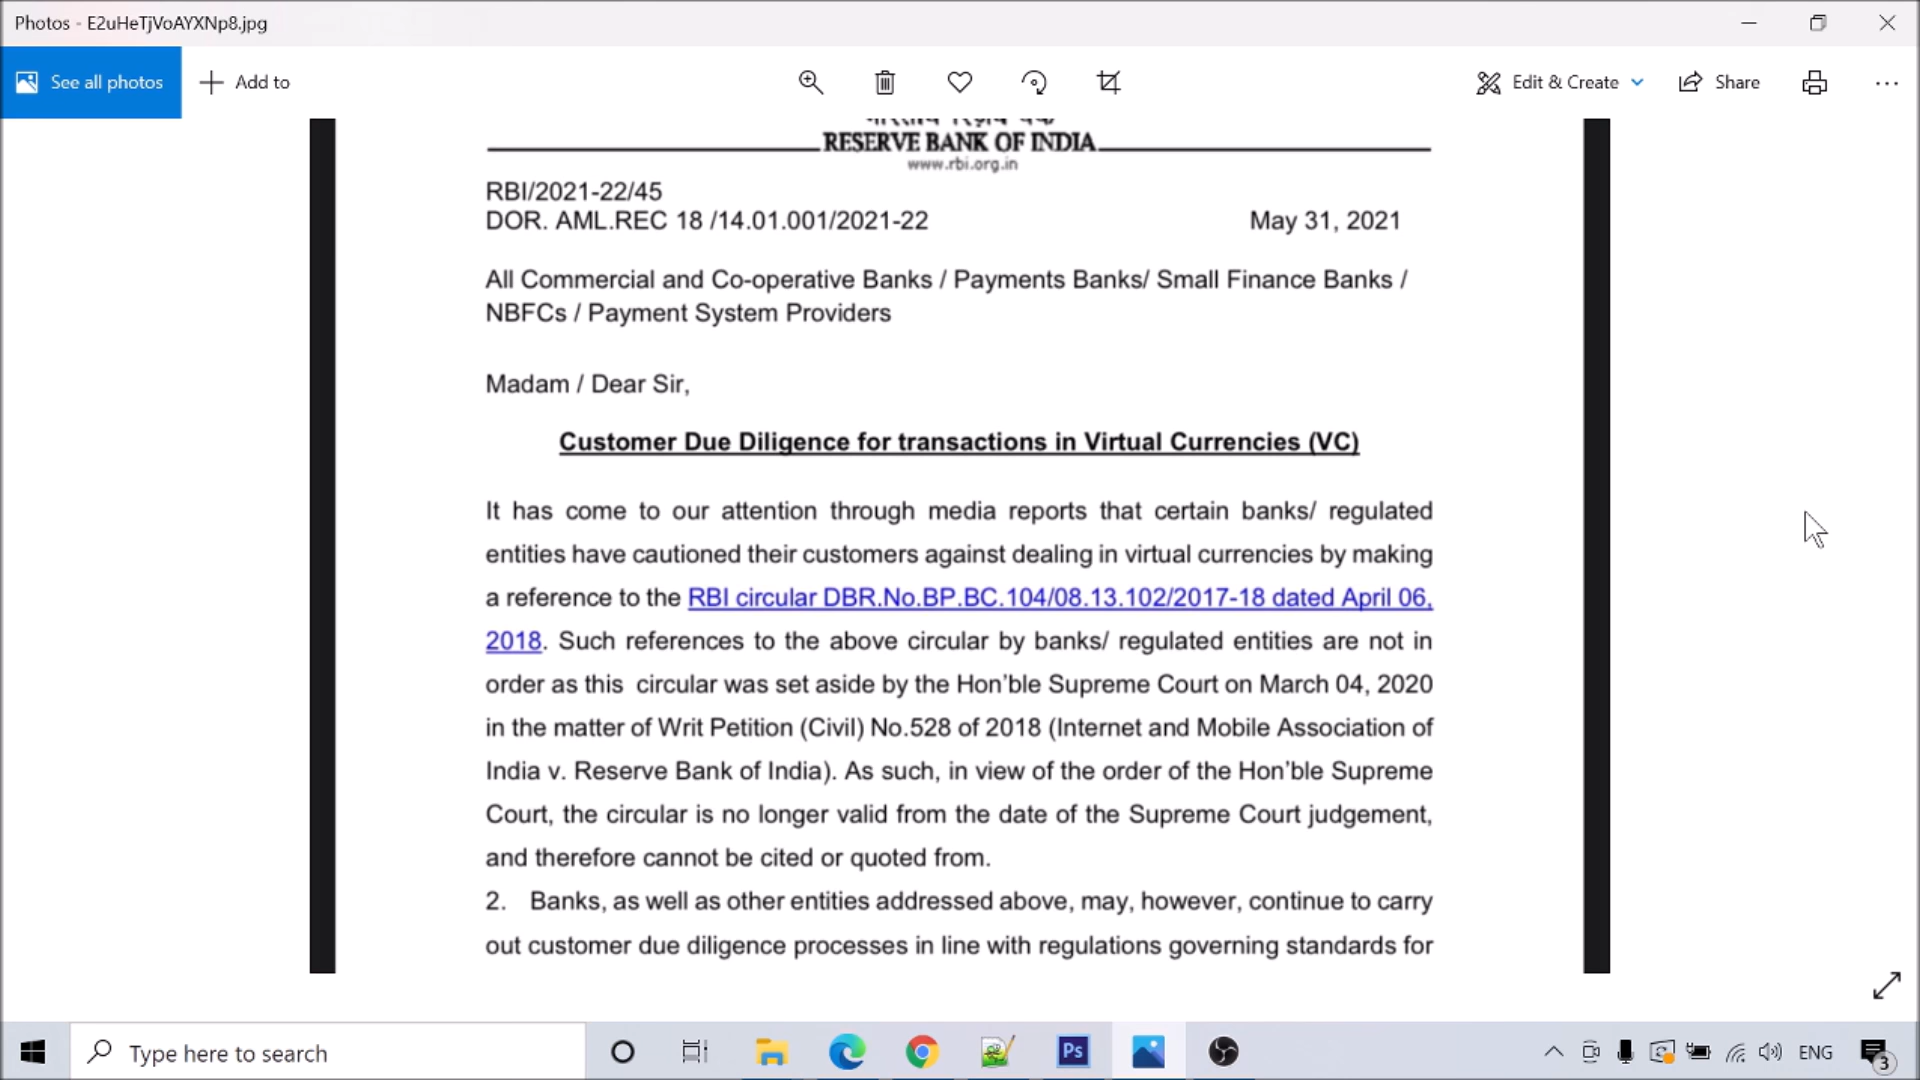 Photos - E2uHeTjVoAYXNp8.jpg
See all photos
Add to
Edit & Create
Share
RESERVE BANK OF INDIA
www.rbi.org.in
RBI/2021-22/45
DOR. AML.REC 18 /14.01.001/2021-22 May 31, 2021
All Commercial and Co-operative Banks / Payments Banks/ Small Finance Banks /
NBFCs / Payment System Providers
Madam / Dear Sir,
Customer Due Diligence for transactions in Virtual Currencies (VC)
It has come to our attention through media reports that certain banks/ regulated
entities have cautioned their customers against dealing in virtual currencies by making
a reference to the RBI circular DBR.No.BP.BC.104/08.13.102/2017-18 dated April 06,
2018. Such references to the above circular by banks/ regulated entities are not in
order as this circular was set aside by the Hon'ble Supreme Court on March 04, 2020
in the matter of Writ Petition (Civil) No.528 of 2018 (Internet and Mobile Association of
India v. Reserve Bank of India). As such, in view of the order of the Hon'ble Supreme
Court, the circular is no longer valid from the date of the Supreme Court judgement,
and therefore cannot be cited or quoted from.
2. Banks, as well as other entities addressed above, may, however, continue to carry
out customer due diligence processes in line with regulations governing standards for
Type here to search
Ps
ENG
3